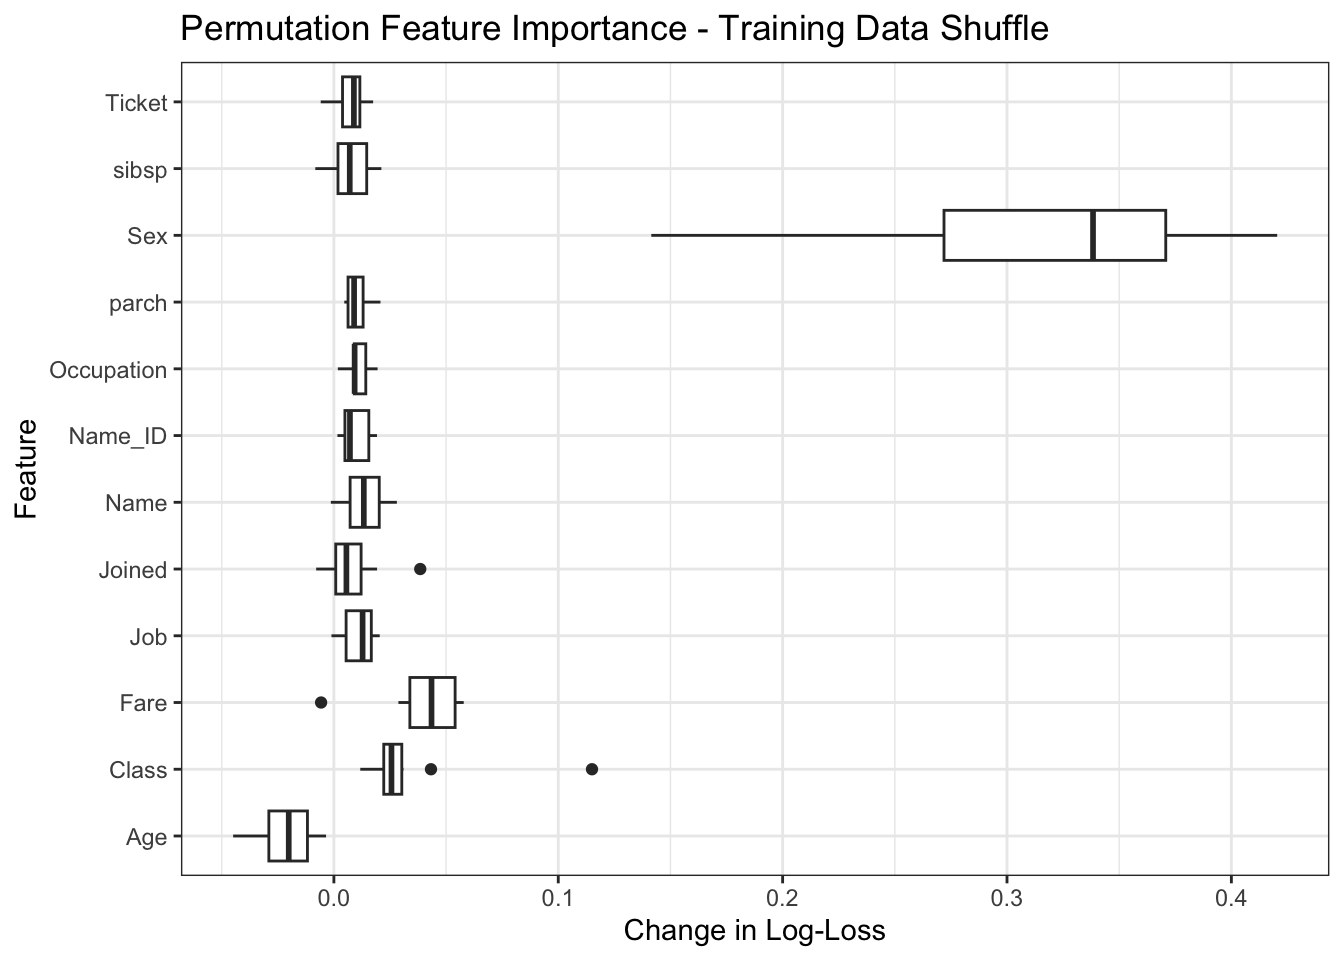 Permutation Feature Importance - Training Data Shuffle
Ticket
sibsp
Sex
parch
Occupation
Name_ID
Name
Joined
Job
Fare
Class
Age
Feature
0.0 0.1 0.2 0.3 0.4
Change in Log-Loss